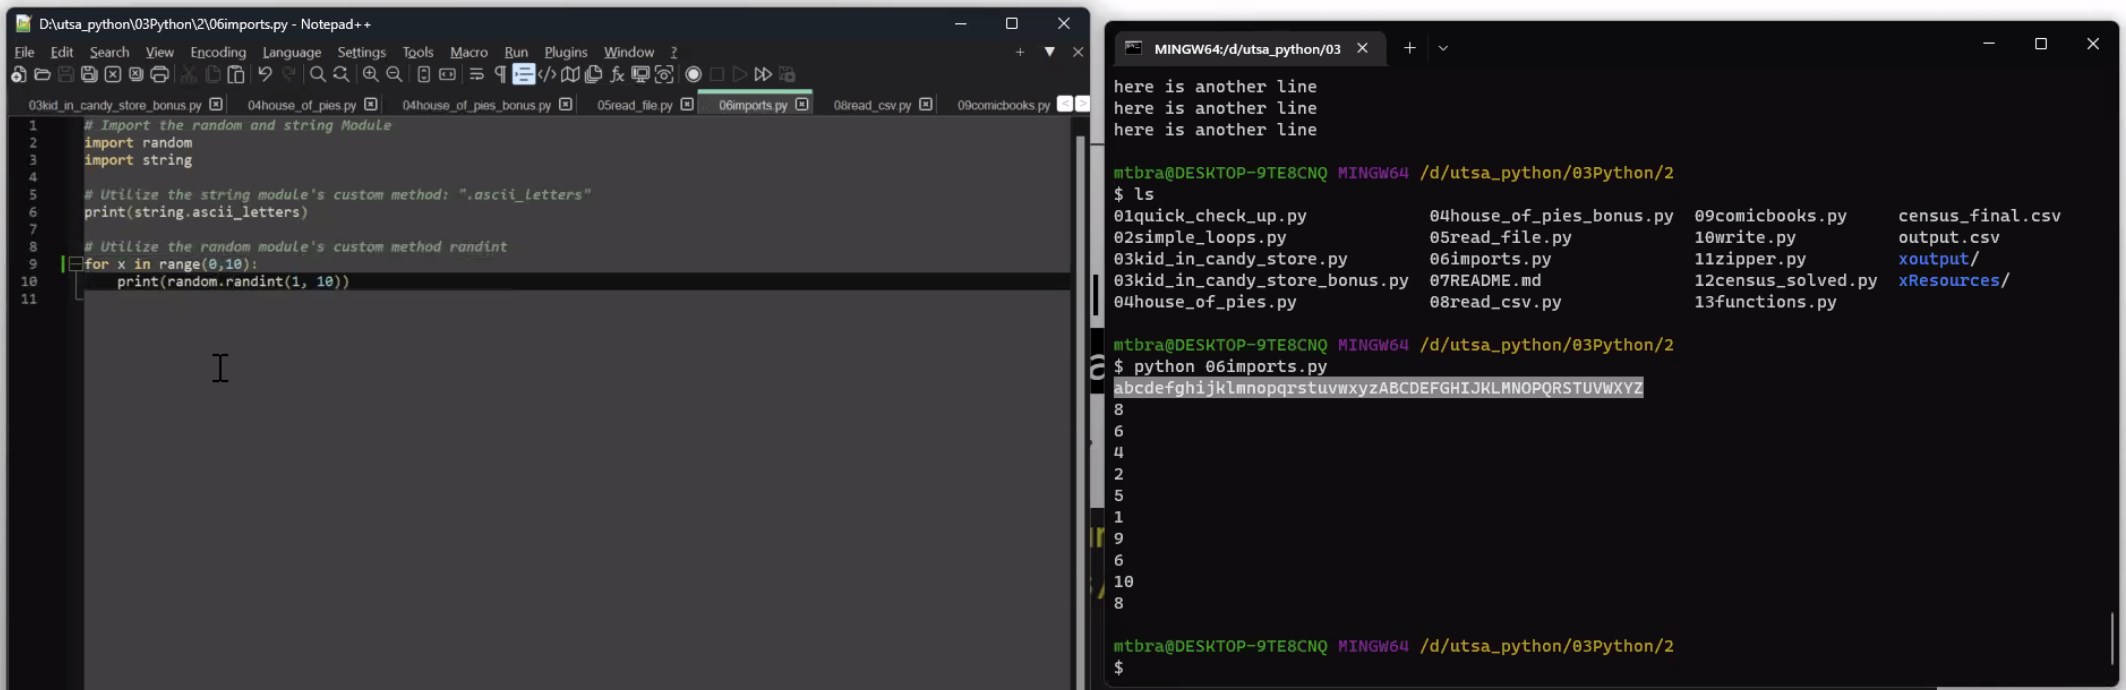 D:\utsa_python\03Python\2\06imports.py - Notepad++
File Edit Search View Encoding Language Settings Tools Macro Run Plugins Window ?
03kid_in_candy_store_bonus.py 04house_of_pies.py 04house_of_pies_bonus.py 05read_file.py 06imports.py 08read_csv.py 09comicbooks.py
1 # Import the random and string Module
2 import random
3 import string
4
5 # Utilize the string module's custom method: ".ascii_letters"
6 print(string.ascii_letters)
7
8 # Utilize the random module's custom method randint
9 for x in range(0,10):
10 print(random.randint(1, 10))
11
MINGW64:/d/utsa_python/03
here is another line
here is another line
here is another line
mtbra@DESKTOP-9TE8CNQ MINGW64 /d/utsa_python/03Python/2
$ ls
01quick_check_up.py 04house_of_pies_bonus.py 09comicbooks.py census_final.csv
02simple_loops.py 05read_file.py 10write.py output.csv
03kid_in_candy_store.py 06imports.py 11zipper.py xoutput/
03kid_in_candy_store_bonus.py 07README.md 12census_solved.py xResources/
04house_of_pies.py 08read_csv.py 13functions.py
mtbra@DESKTOP-9TE8CNQ MINGW64 /d/utsa_python/03Python/2
$ python 06imports.py
abcdefghijklmnopqrstuvwxyzABCDEFGHIJKLMNOPQRSTUVWXYZ
8
6
4
2
5
1
9
6
10
8
mtbra@DESKTOP-9TE8CNQ MINGW64 /d/utsa_python/03Python/2
$